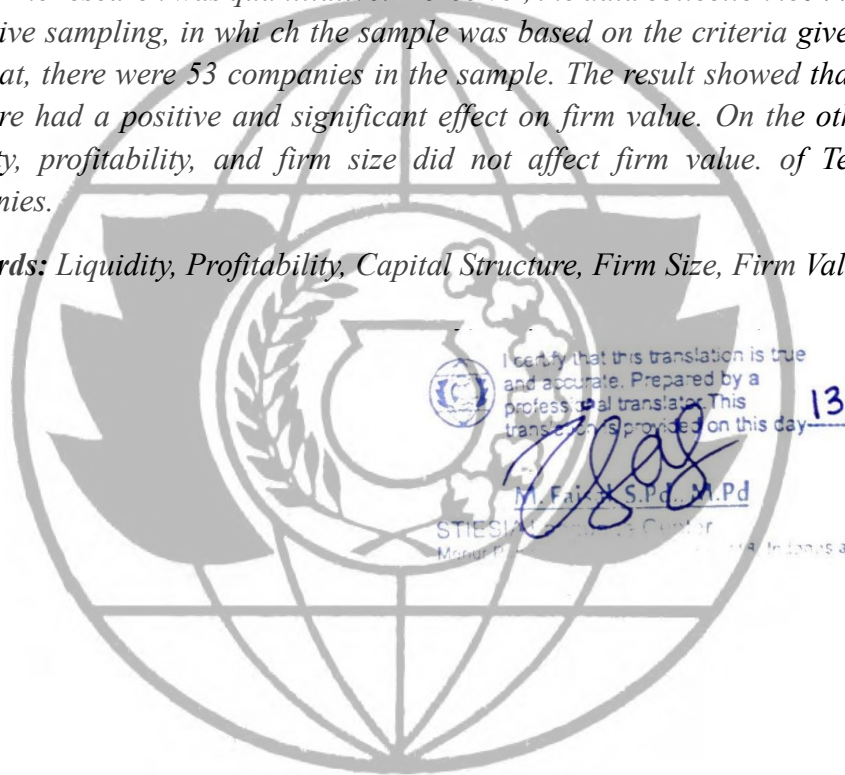 ive sampling, in whi ch the sample was based on the criteria give
at, there were 53 companies in the sample. The result showed tha
re had a positive and significant effect on firm value. On the oth
ty, profitability, and firm size did not affect firm value. of Te
nies.
rds: Liquidity, Profitability, Capital Structure, Firm Size, Firm Val
I certify that this translation is true
and accurate. Prepared by a
professional translator. This
translation is provided on this day 13
M. Faisal, S.Pd., M.Pd
STIESIA Language Center